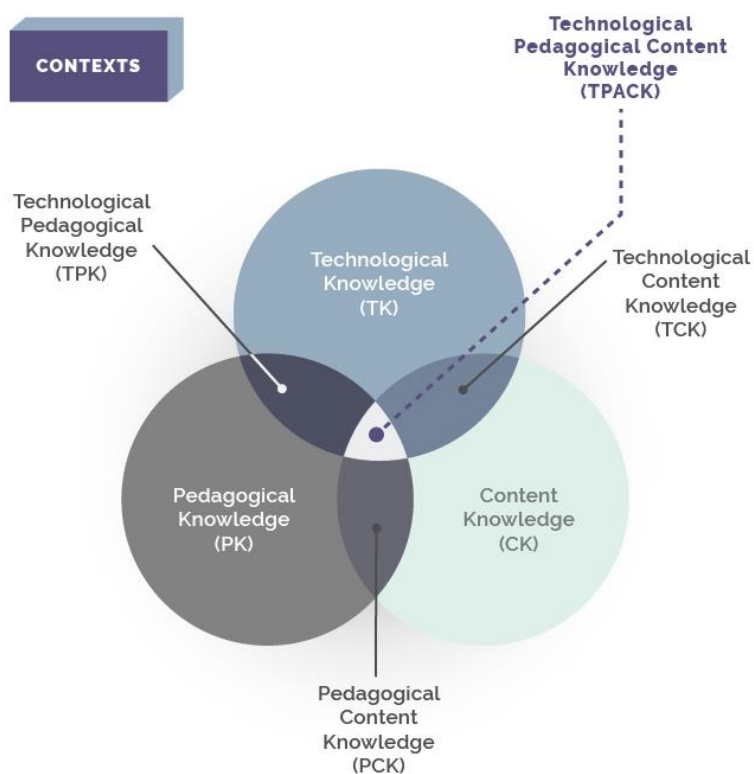 CONTEXTS
Technological
Pedagogical Content
Knowledge
(TPACK)
Technological
Pedagogical
Knowledge
(TPK)
Technological
Knowledge
(TK)
Technological
Content
Knowledge
(TCK)
Pedagogical
Knowledge
(PK)
Content
Knowledge
(CK)
Pedagogical
Content
Knowledge
(PCK)